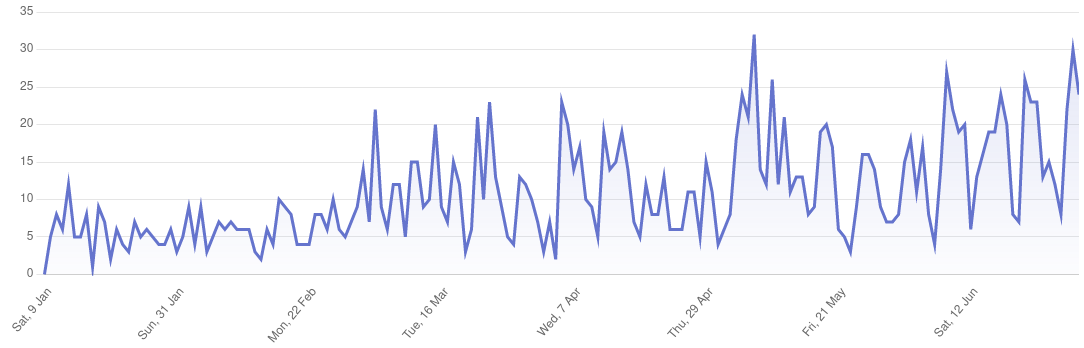 35
30
25
20
15
10
5
0
Sat, 9 Jan
Sun, 31 Jan
Mon, 22 Feb
Tue, 16 Mar
Wed, 7 Apr
Thu, 29 Apr
Fri, 21 May
Sat, 12 Jun